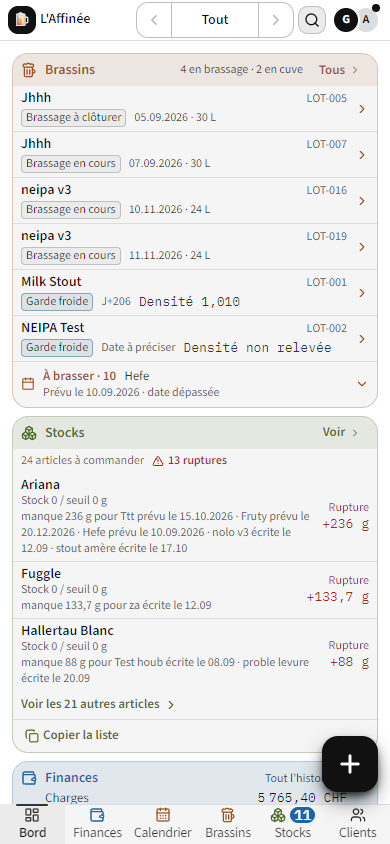 L'Affinée
Tout
G
A
Brassins
4 en brassage · 2 en cuve
Tous
Jhhh
LOT-005
Brassage à clôturer
05.09.2026 · 30 L
Jhhh
LOT-007
Brassage en cours
07.09.2026 · 30 L
neipa v3
LOT-016
Brassage en cours
10.11.2026 · 24 L
neipa v3
LOT-019
Brassage en cours
11.11.2026 · 24 L
Milk Stout
LOT-001
Garde froide
J+206
Densité 1,010
NEIPA Test
LOT-002
Garde froide
Date à préciser
Densité non relevée
À brasser · 10
Hefe
Prévu le 10.09.2026 · date dépassée
Stocks
Voir
24 articles à commander
13 ruptures
Ariana
Stock 0 / seuil 0 g
manque 236 g pour Ttt prévu le 15.10.2026 · Fruty prévu le
20.12.2026 · Hefe prévu le 10.09.2026 · nolo v3 écrite le
12.09 · stout amère écrite le 17.10
Rupture
+236 g
Fuggle
Stock 0 / seuil 0 g
manque 133,7 g pour za écrite le 12.09
Rupture
+133,7 g
Hallertau Blanc
Stock 0 / seuil 0 g
manque 88 g pour Test houb écrite le 08.09 · proble levure
écrite le 20.09
Rupture
+88 g
Voir les 21 autres articles
Copier la liste
Finances
Tout l'histo
Charges
5 765,40 CHF
Bord
Finances
Calendrier
Brassins
11
Stocks
Clients